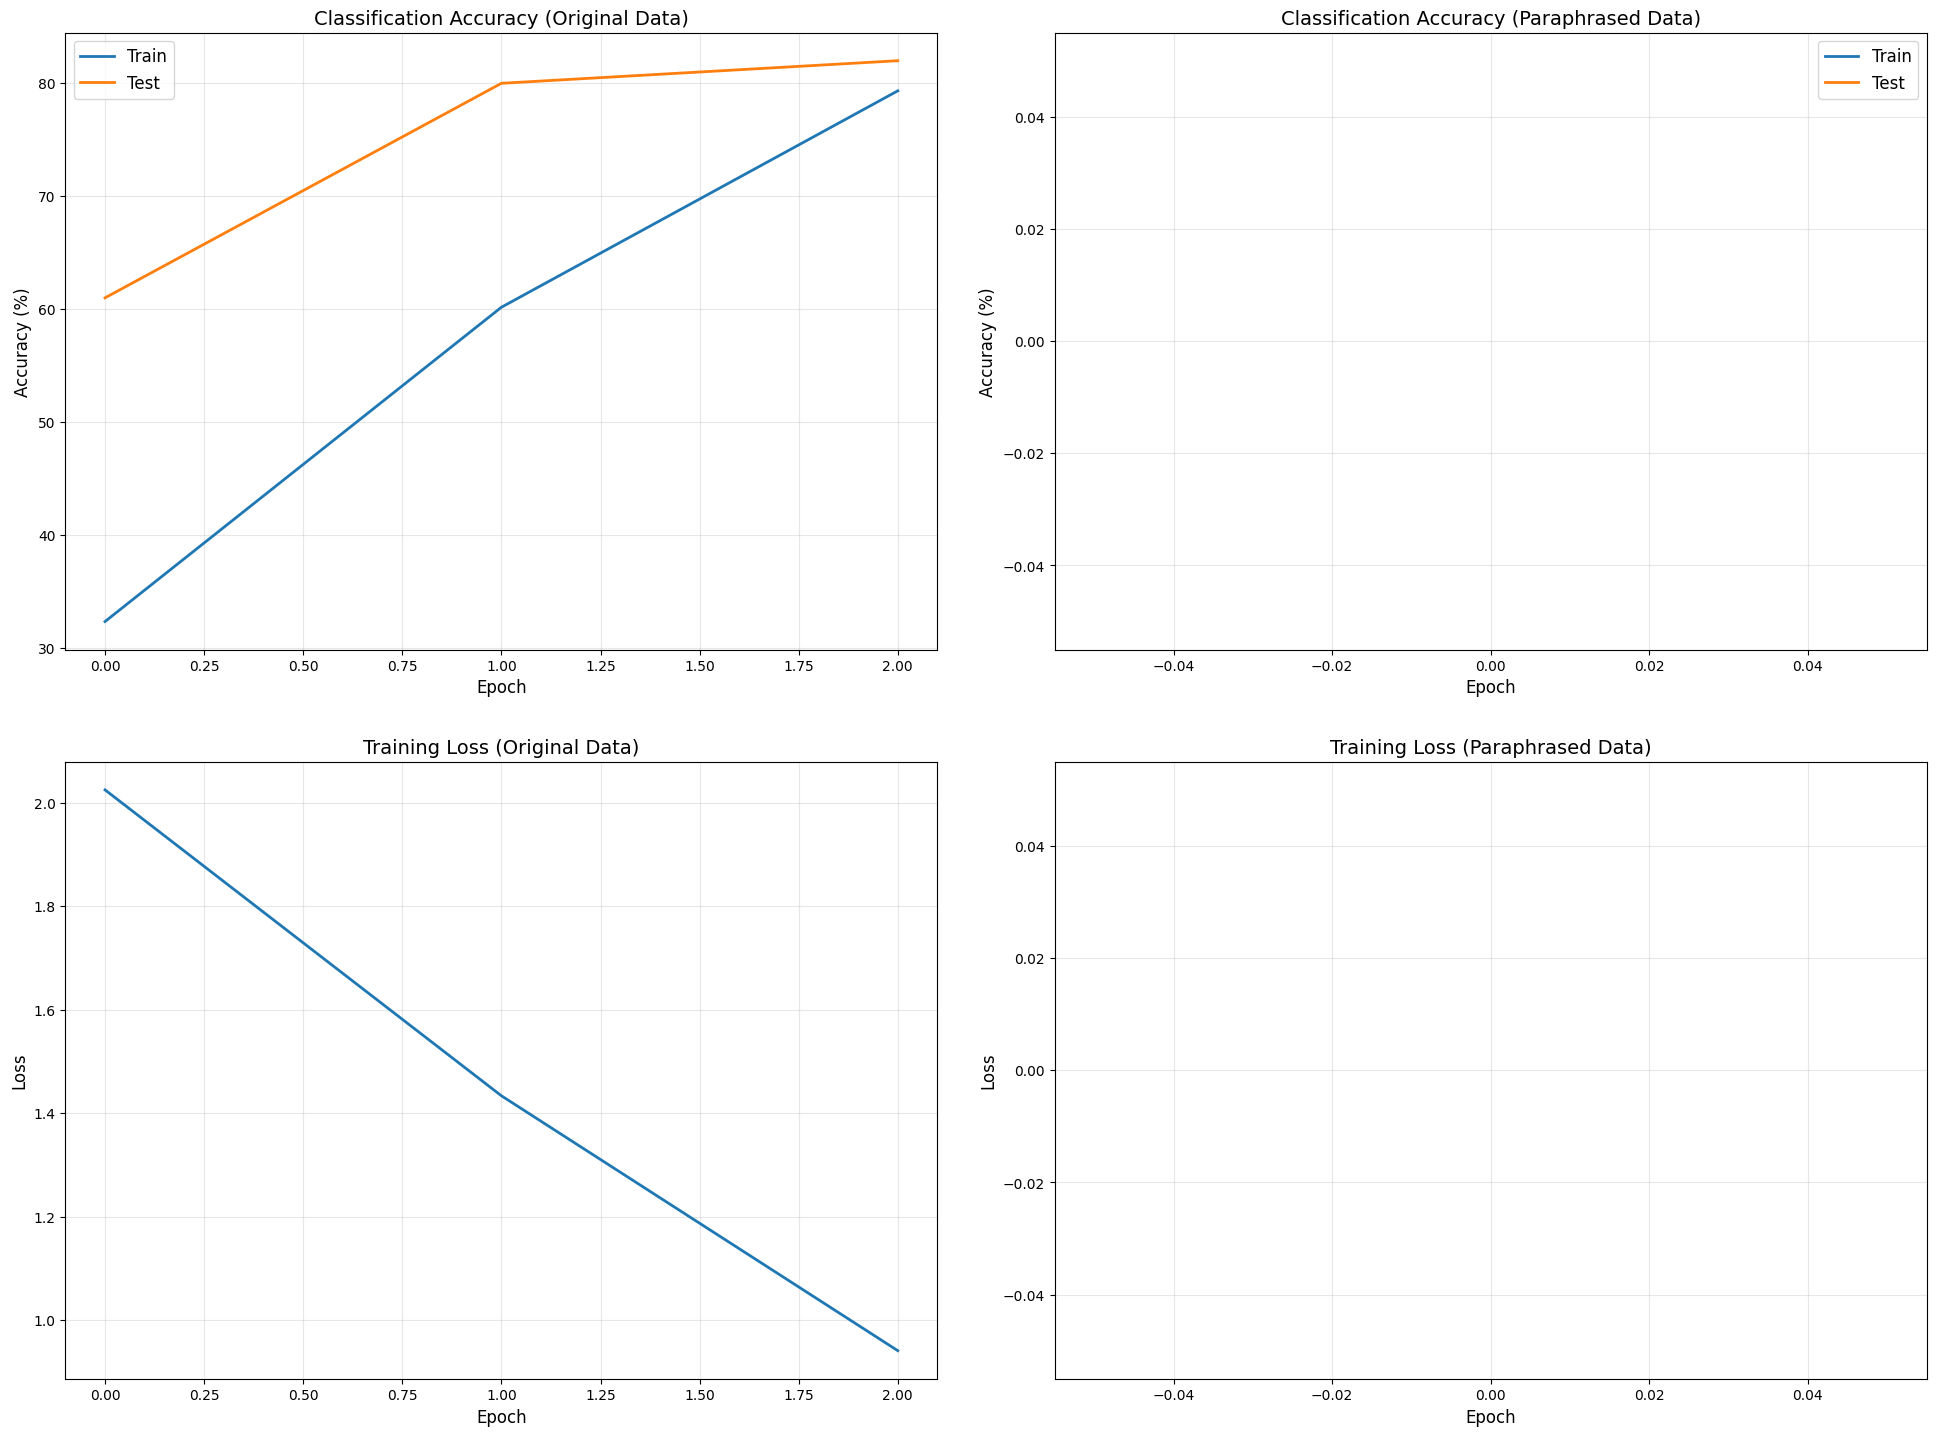 Classification Accuracy (Original Data)
Train
Test
Accuracy (%)
80
70
60
50
40
30
0.00 0.25 0.50 0.75 1.00 1.25 1.50 1.75 2.00
Epoch
Classification Accuracy (Paraphrased Data)
Train
Test
Accuracy (%)
0.04
0.02
0.00
−0.02
−0.04
−0.04 −0.02 0.00 0.02 0.04
Epoch
Training Loss (Original Data)
Loss
2.0
1.8
1.6
1.4
1.2
1.0
0.00 0.25 0.50 0.75 1.00 1.25 1.50 1.75 2.00
Epoch
Training Loss (Paraphrased Data)
Loss
0.04
0.02
0.00
−0.02
−0.04
−0.04 −0.02 0.00 0.02 0.04
Epoch